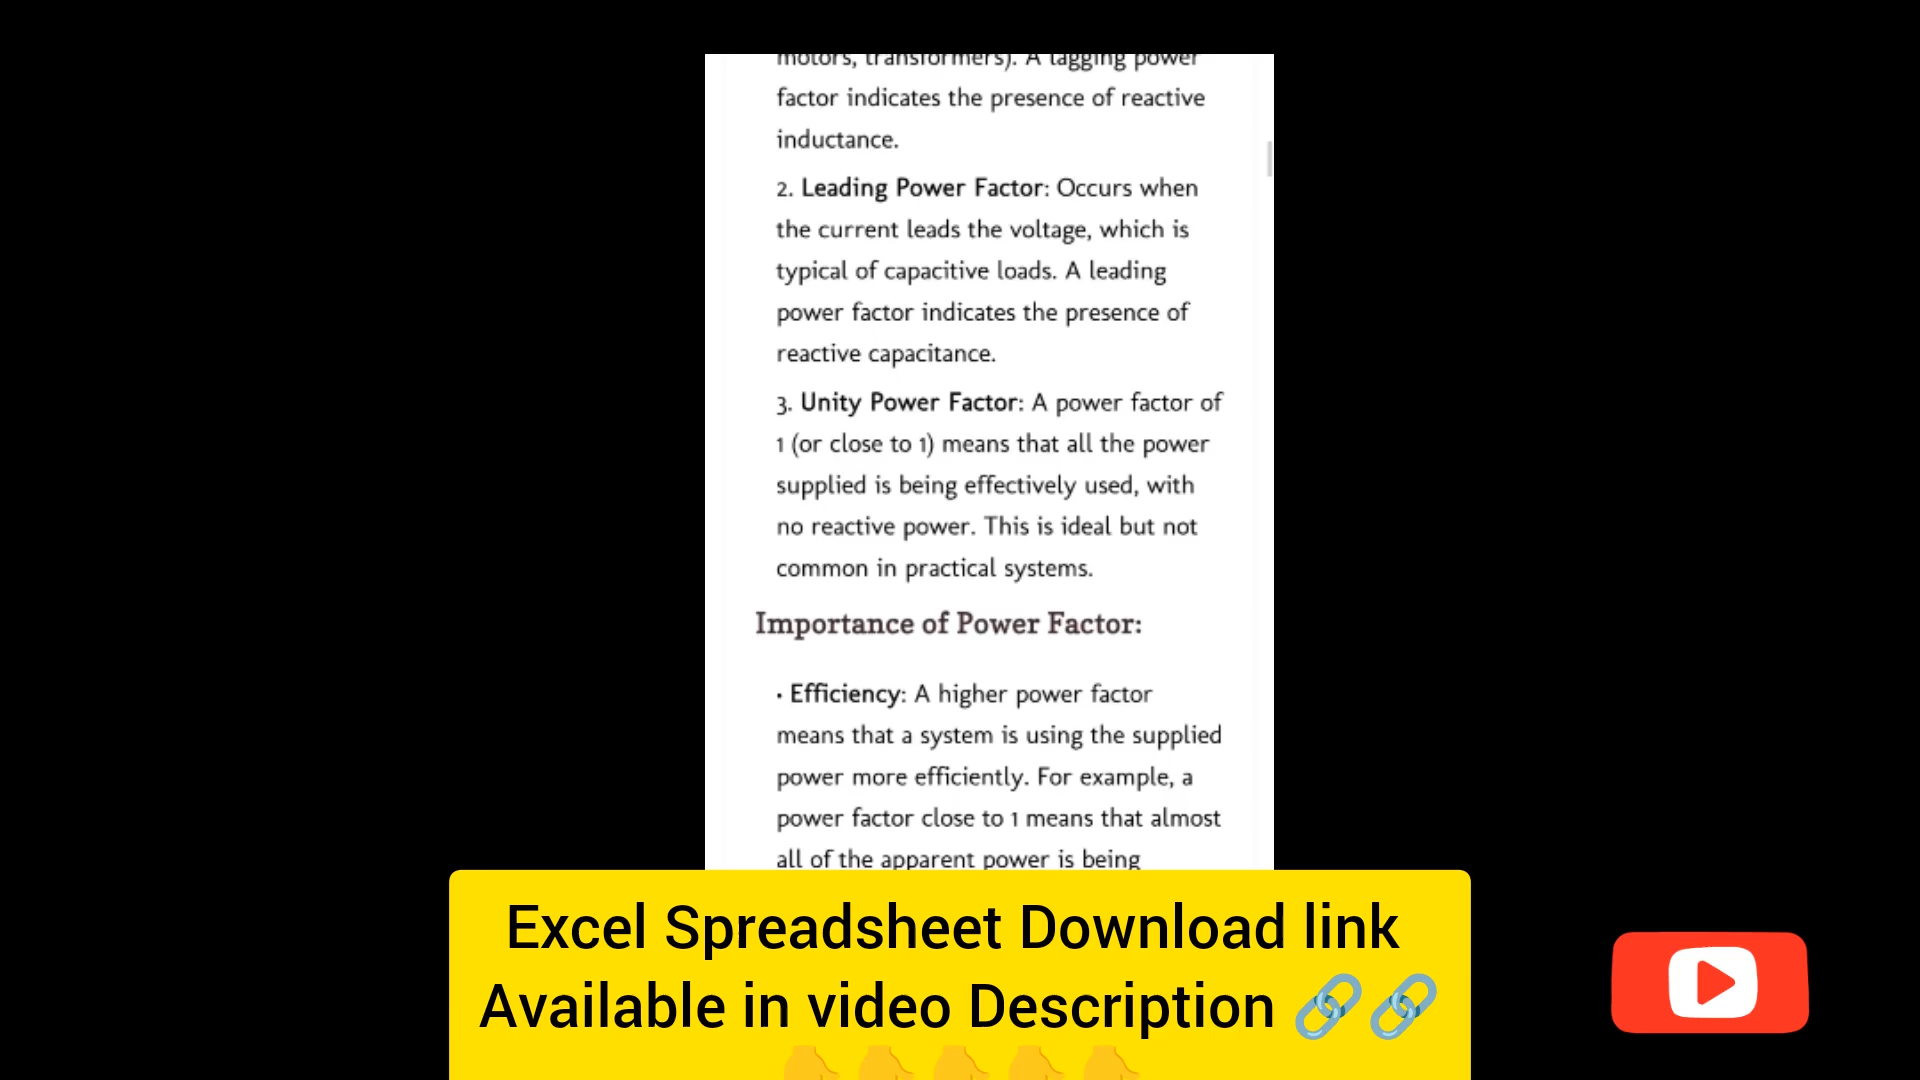 motors, transformers). A lagging power
factor indicates the presence of reactive
inductance.
2. Leading Power Factor: Occurs when
the current leads the voltage, which is
typical of capacitive loads. A leading
power factor indicates the presence of
reactive capacitance.
3. Unity Power Factor: A power factor of
1 (or close to 1) means that all the power
supplied is being effectively used, with
no reactive power. This is ideal but not
common in practical systems.
Importance of Power Factor:
• Efficiency: A higher power factor
means that a system is using the supplied
power more efficiently. For example, a
power factor close to 1 means that almost
all of the apparent power is being
Excel Spreadsheet Download link
Available in video Description 🔗🔗
👇👇👇👇👇